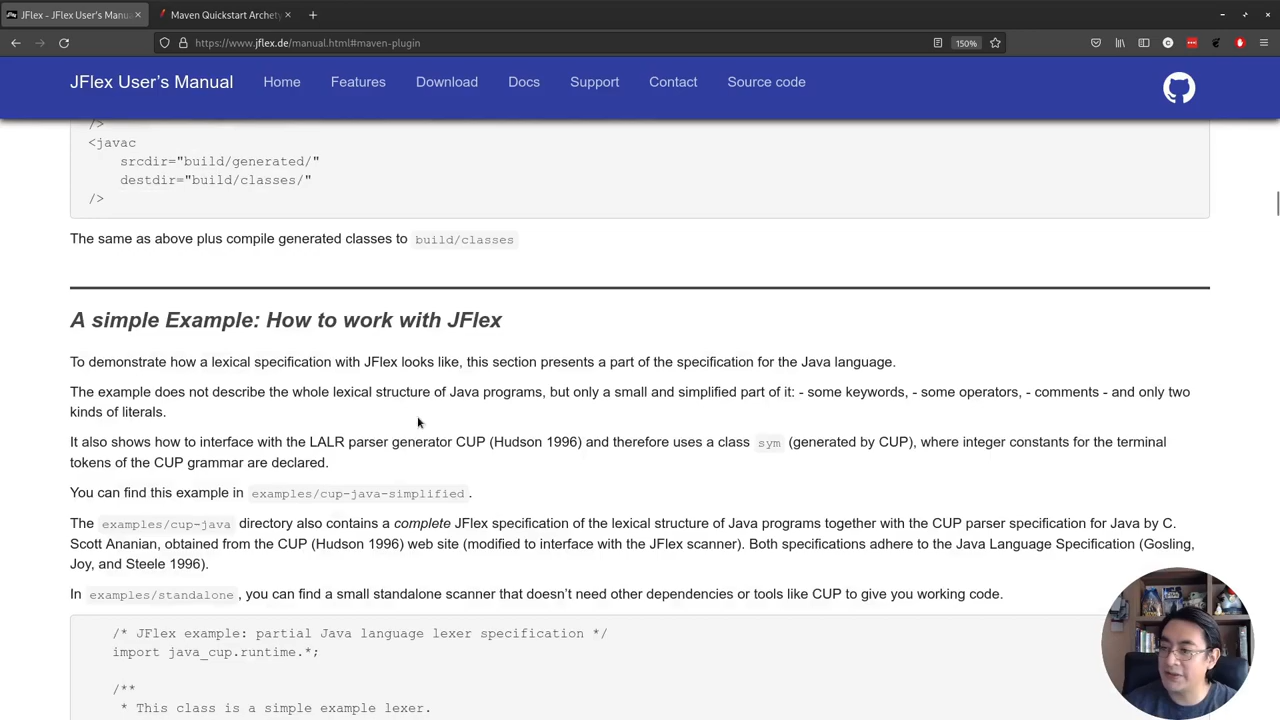 JFlex - JFlex User's Manu
Maven Quickstart Archety
https://www.jflex.de/manual.html#maven-plugin
150%
JFlex User's Manual
Home
Features
Download
Docs
Support
Contact
Source code
/>
<javac
srcdir="build/generated/"
destdir="build/classes/"
/>
The same as above plus compile generated classes to build/classes
A simple Example: How to work with JFlex
To demonstrate how a lexical specification with JFlex looks like, this section presents a part of the specification for the Java language.
The example does not describe the whole lexical structure of Java programs, but only a small and simplified part of it: - some keywords, - some operators, - comments - and only two
kinds of literals.
It also shows how to interface with the LALR parser generator CUP (Hudson 1996) and therefore uses a class sym (generated by CUP), where integer constants for the terminal
tokens of the CUP grammar are declared.
You can find this example in examples/cup-java-simplified.
The examples/cup-java directory also contains a complete JFlex specification of the lexical structure of Java programs together with the CUP parser specification for Java by C.
Scott Ananian, obtained from the CUP (Hudson 1996) web site (modified to interface with the JFlex scanner). Both specifications adhere to the Java Language Specification (Gosling,
Joy, and Steele 1996).
In examples/standalone, you can find a small standalone scanner that doesn't need other dependencies or tools like CUP to give you working code.
/* JFlex example: partial Java language lexer specification */
import java_cup.runtime.*;
/**
* This class is a simple example lexer.